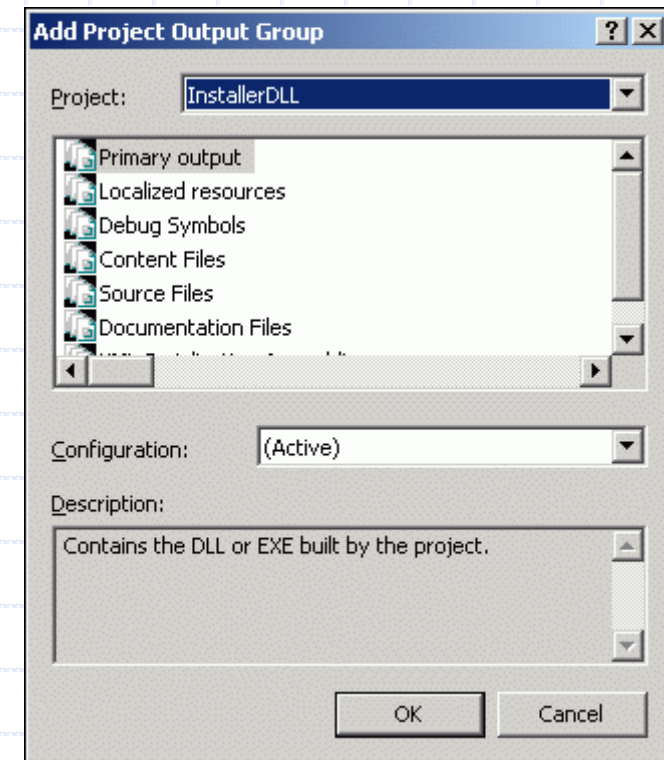 Add Project Output Group
Project: InstallerDLL
Primary output
Localized resources
Debug Symbols
Content Files
Source Files
Documentation Files
Configuration: (Active)
Description:
Contains the DLL or EXE built by the project.
OK Cancel